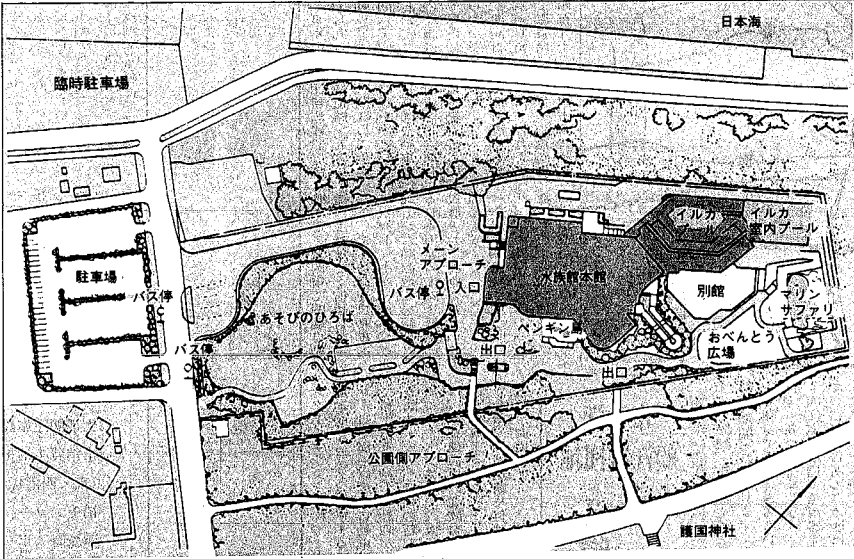 日本海
臨時駐車場
イルカ
プール
イルカ
室内プール
メーン
アプローチ
水族館本館
駐車場
バス停
入口
別館
バス停
マリン
サファリ
あそびのひろば
ペンギン島
おべんとう
広場
バス停
出口
出口
公園側アプローチ
護国神社